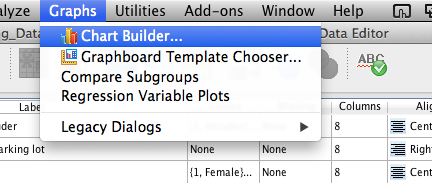 alyze Graphs Utilities Add-ons Window Help
ng_Da Data Editor
Chart Builder...
Graphboard Template Chooser...
ABC
Compare Subgroups
Regression Variable Plots
Labe Columns Alig
der 8 Cent
Legacy Dialogs
arking lot None None 8 Right
{1, Female}... None 8 Cent